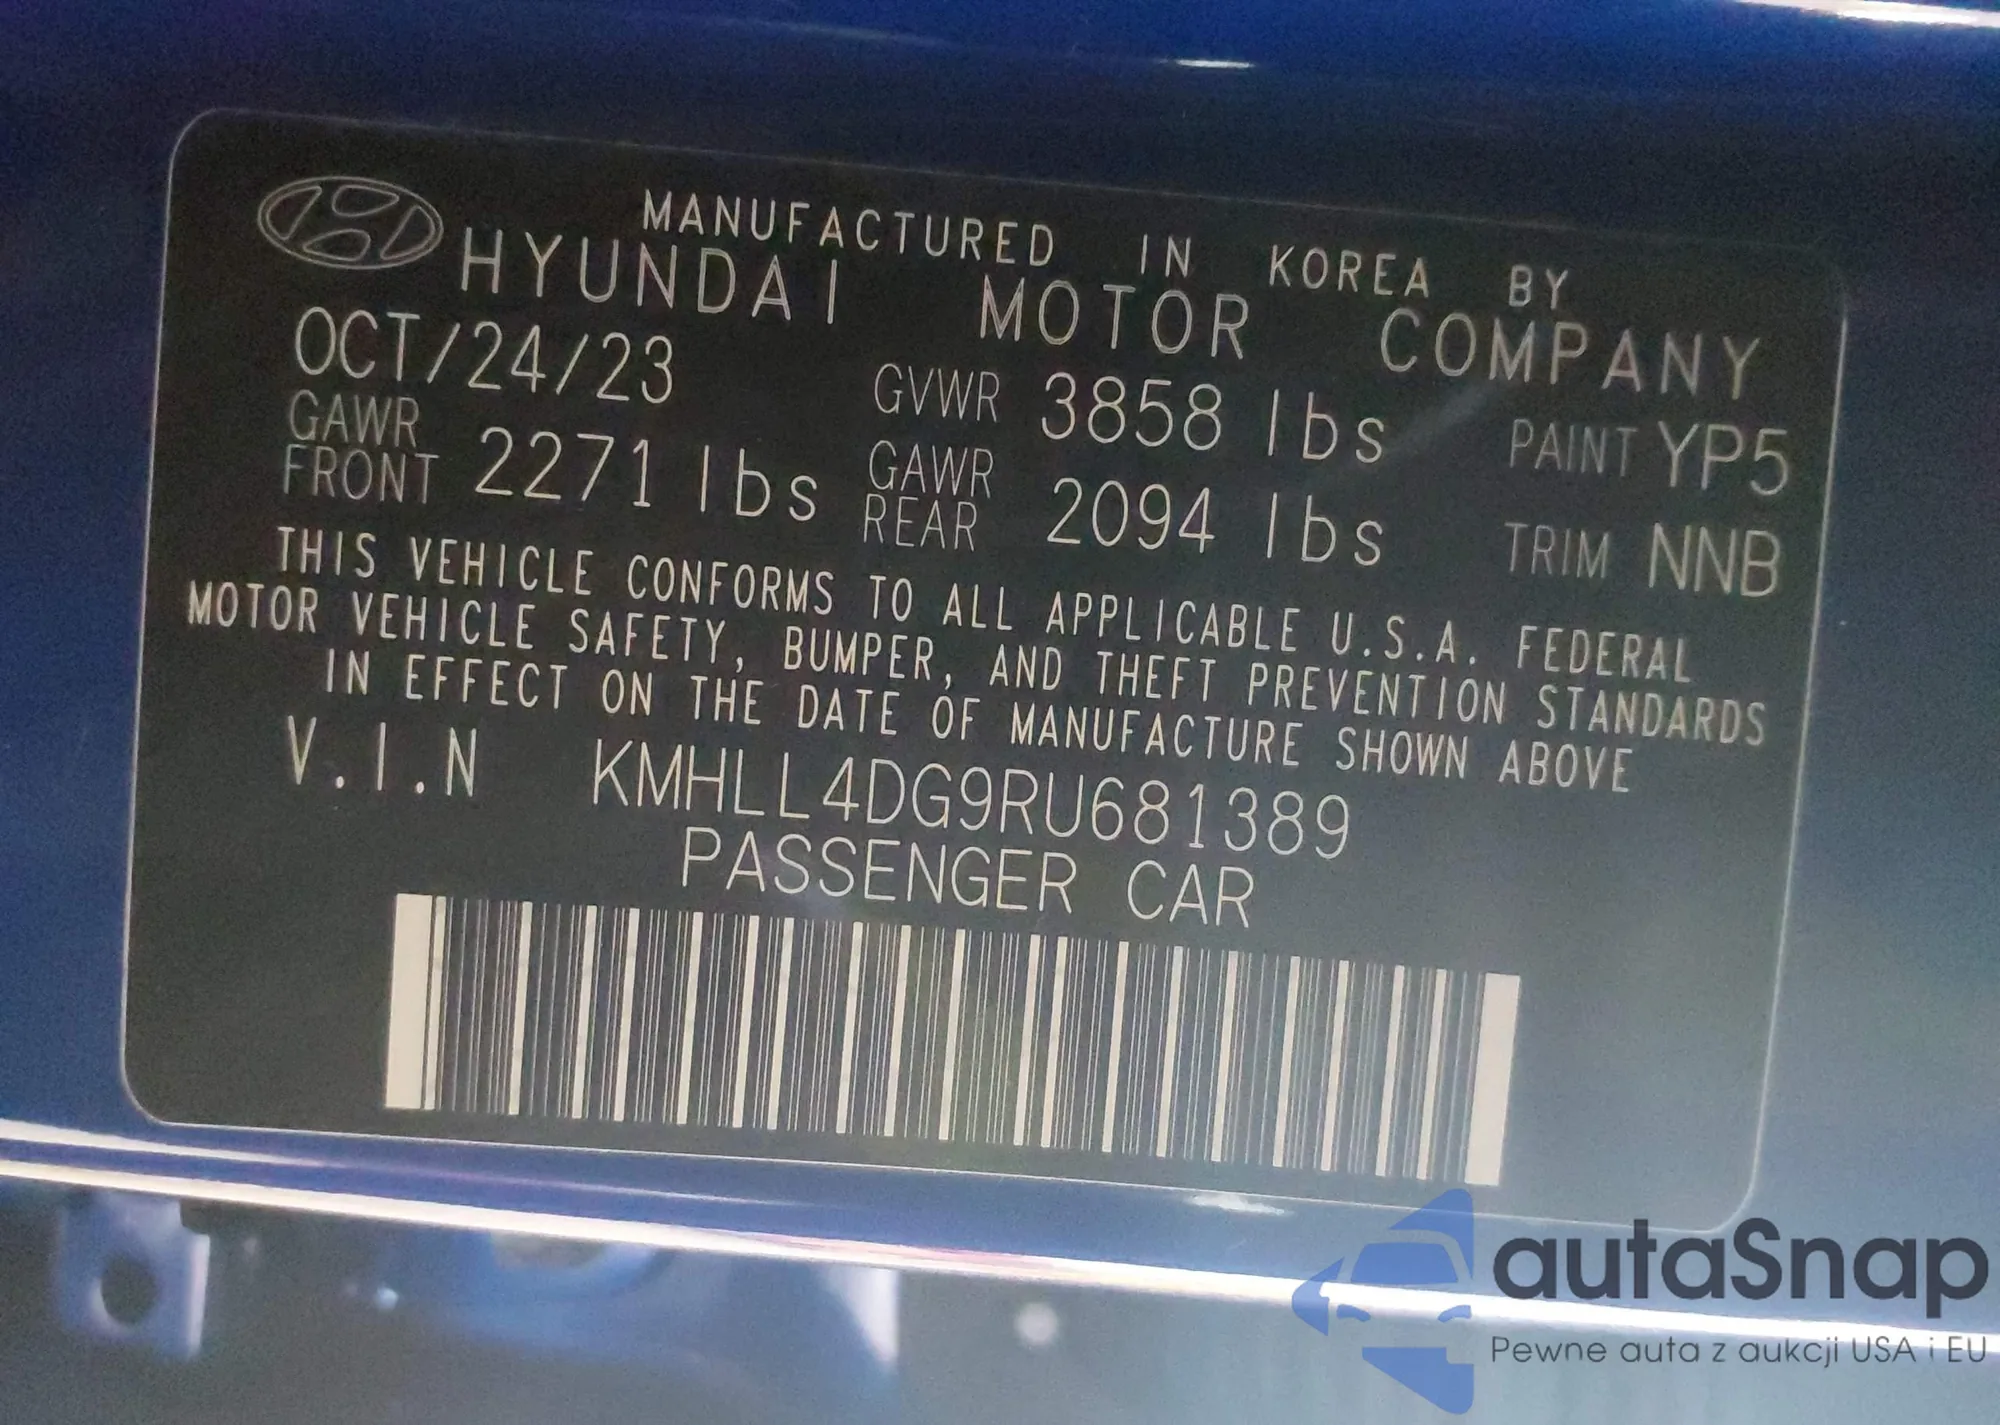 MANUFACTURED IN KOREA BY
HYUNDAI MOTOR COMPANY
OCT/24/23 GVWR 3858 lbs PAINT YP5
GAWR FRONT 2271 lbs GAWR REAR 2094 lbs TRIM NNB
THIS VEHICLE CONFORMS TO ALL APPLICABLE U.S.A. FEDERAL
MOTOR VEHICLE SAFETY, BUMPER, AND THEFT PREVENTION STANDARDS
IN EFFECT ON THE DATE OF MANUFACTURE SHOWN ABOVE
V.I.N KMHLL4DG9RU681389
PASSENGER CAR
autaSnap
Pewne auta z aukcji USA i EU